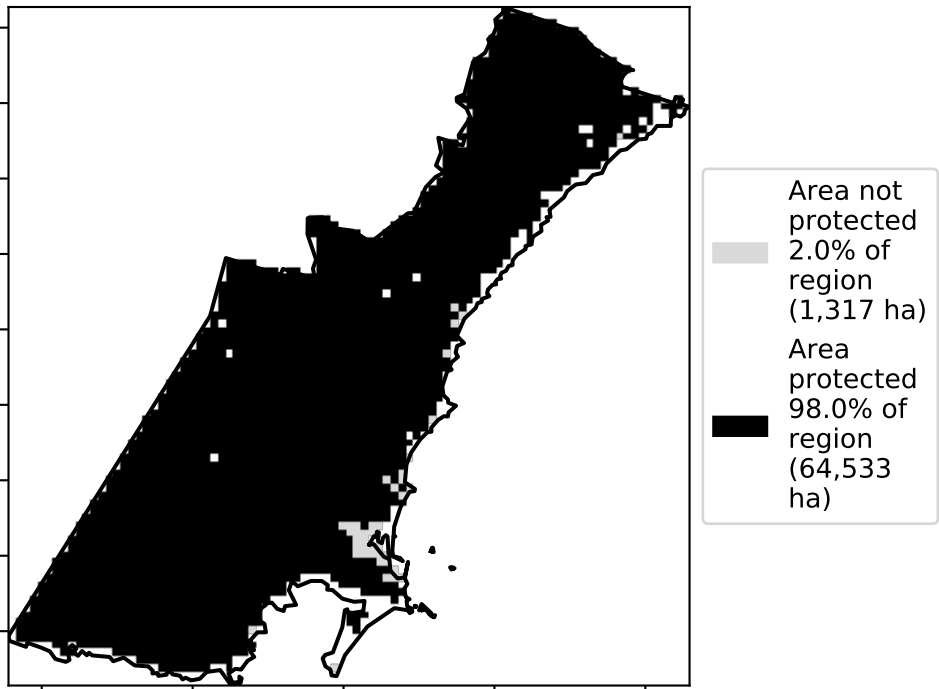 Area not
protected
2.0% of
region
(1,317 ha)
Area
protected
98.0% of
region
(64,533
ha)